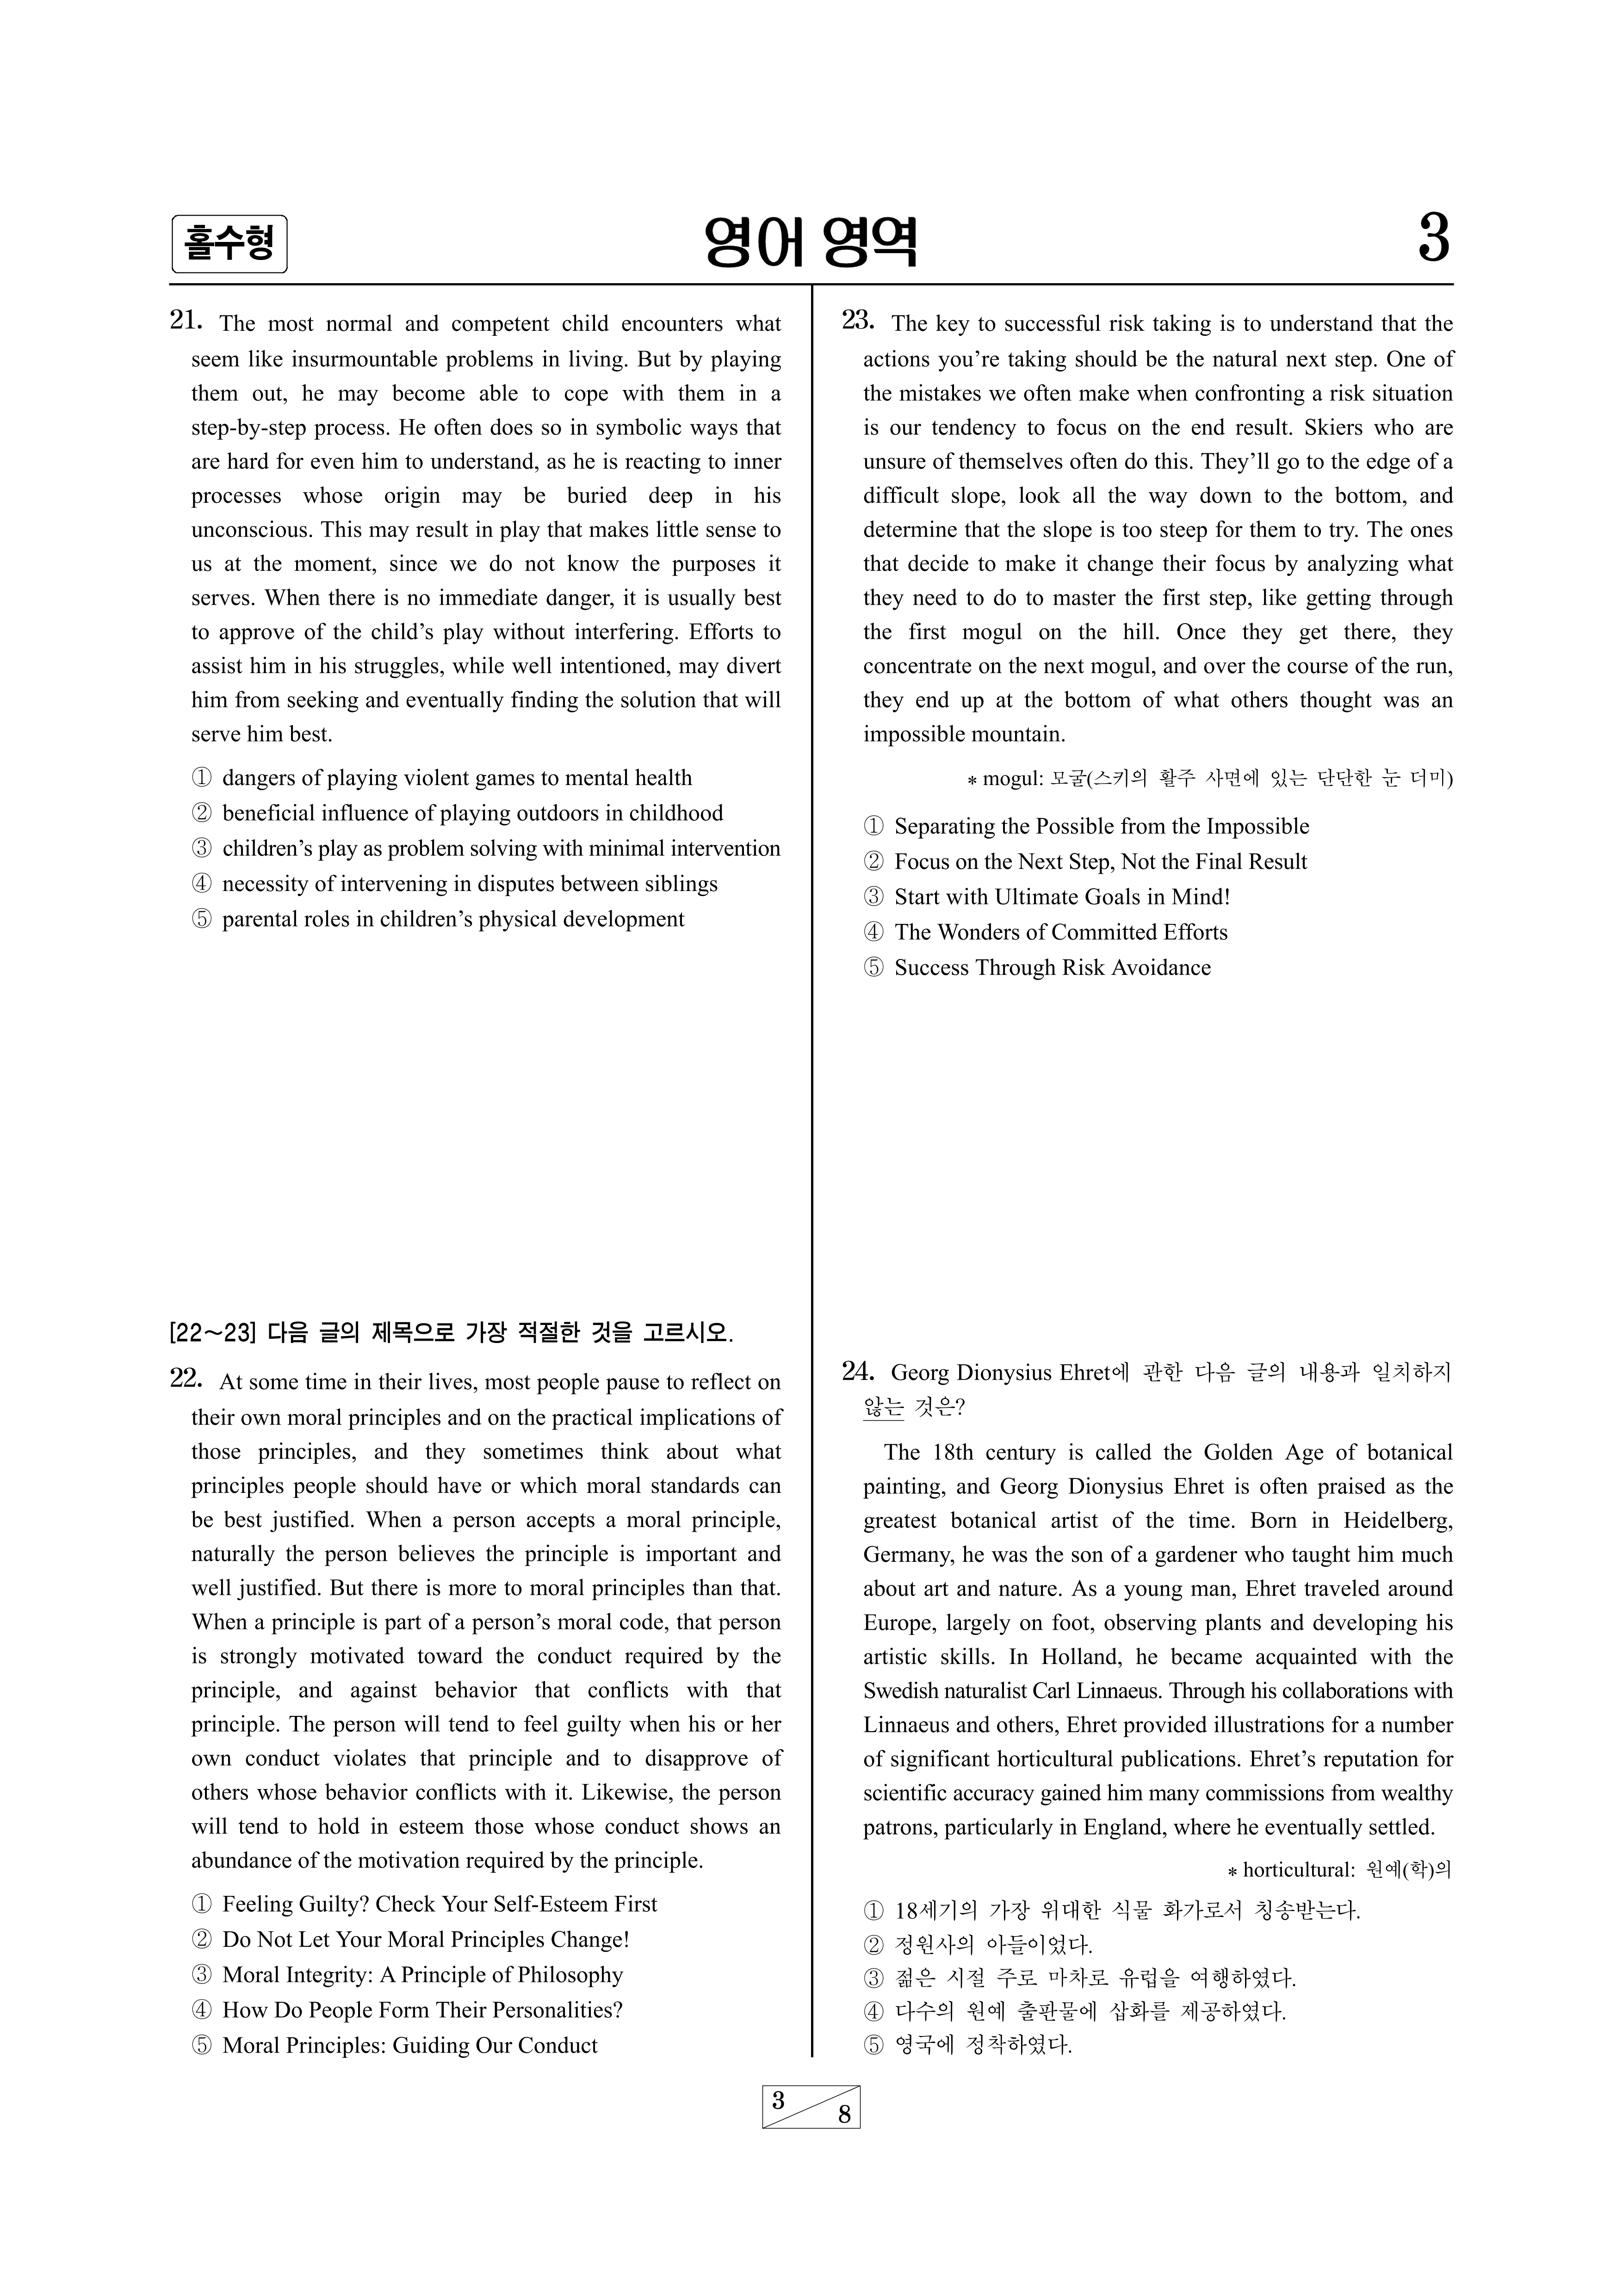 홀수형
영어 영역
3
21. The most normal and competent child encounters what
seem like insurmountable problems in living. But by playing
them out, he may become able to cope with them in a
step-by-step process. He often does so in symbolic ways that
are hard for even him to understand, as he is reacting to inner
processes whose origin may be buried deep in his
unconscious. This may result in play that makes little sense to
us at the moment, since we do not know the purposes it
serves. When there is no immediate danger, it is usually best
to approve of the child's play without interfering. Efforts to
assist him in his struggles, while well intentioned, may divert
him from seeking and eventually finding the solution that will
serve him best.
① dangers of playing violent games to mental health
② beneficial influence of playing outdoors in childhood
③ children's play as problem solving with minimal intervention
④ necessity of intervening in disputes between siblings
⑤ parental roles in children's physical development
[22~23] 다음 글의 제목으로 가장 적절한 것을 고르시오.
22. At some time in their lives, most people pause to reflect on
their own moral principles and on the practical implications of
those principles, and they sometimes think about what
principles people should have or which moral standards can
be best justified. When a person accepts a moral principle,
naturally the person believes the principle is important and
well justified. But there is more to moral principles than that.
When a principle is part of a person's moral code, that person
is strongly motivated toward the conduct required by the
principle, and against behavior that conflicts with that
principle. The person will tend to feel guilty when his or her
own conduct violates that principle and to disapprove of
others whose behavior conflicts with it. Likewise, the person
will tend to hold in esteem those whose conduct shows an
abundance of the motivation required by the principle.
① Feeling Guilty? Check Your Self-Esteem First
② Do Not Let Your Moral Principles Change!
③ Moral Integrity: A Principle of Philosophy
④ How Do People Form Their Personalities?
⑤ Moral Principles: Guiding Our Conduct
23. The key to successful risk taking is to understand that the
actions you're taking should be the natural next step. One of
the mistakes we often make when confronting a risk situation
is our tendency to focus on the end result. Skiers who are
unsure of themselves often do this. They'll go to the edge of a
difficult slope, look all the way down to the bottom, and
determine that the slope is too steep for them to try. The ones
that decide to make it change their focus by analyzing what
they need to do to master the first step, like getting through
the first mogul on the hill. Once they get there, they
concentrate on the next mogul, and over the course of the run,
they end up at the bottom of what others thought was an
impossible mountain.
* mogul: 모굴(스키의 활주 사면에 있는 단단한 눈 더미)
① Separating the Possible from the Impossible
② Focus on the Next Step, Not the Final Result
③ Start with Ultimate Goals in Mind!
④ The Wonders of Committed Efforts
⑤ Success Through Risk Avoidance
24. Georg Dionysius Ehret에 관한 다음 글의 내용과 일치하지
않는 것은?
The 18th century is called the Golden Age of botanical
painting, and Georg Dionysius Ehret is often praised as the
greatest botanical artist of the time. Born in Heidelberg,
Germany, he was the son of a gardener who taught him much
about art and nature. As a young man, Ehret traveled around
Europe, largely on foot, observing plants and developing his
artistic skills. In Holland, he became acquainted with the
Swedish naturalist Carl Linnaeus. Through his collaborations with
Linnaeus and others, Ehret provided illustrations for a number
of significant horticultural publications. Ehret's reputation for
scientific accuracy gained him many commissions from wealthy
patrons, particularly in England, where he eventually settled.
* horticultural: 원예(학)의
① 18세기의 가장 위대한 식물 화가로서 칭송받는다.
② 정원사의 아들이었다.
③ 젊은 시절 주로 마차로 유럽을 여행하였다.
④ 다수의 원예 출판물에 삽화를 제공하였다.
⑤ 영국에 정착하였다.
3
8